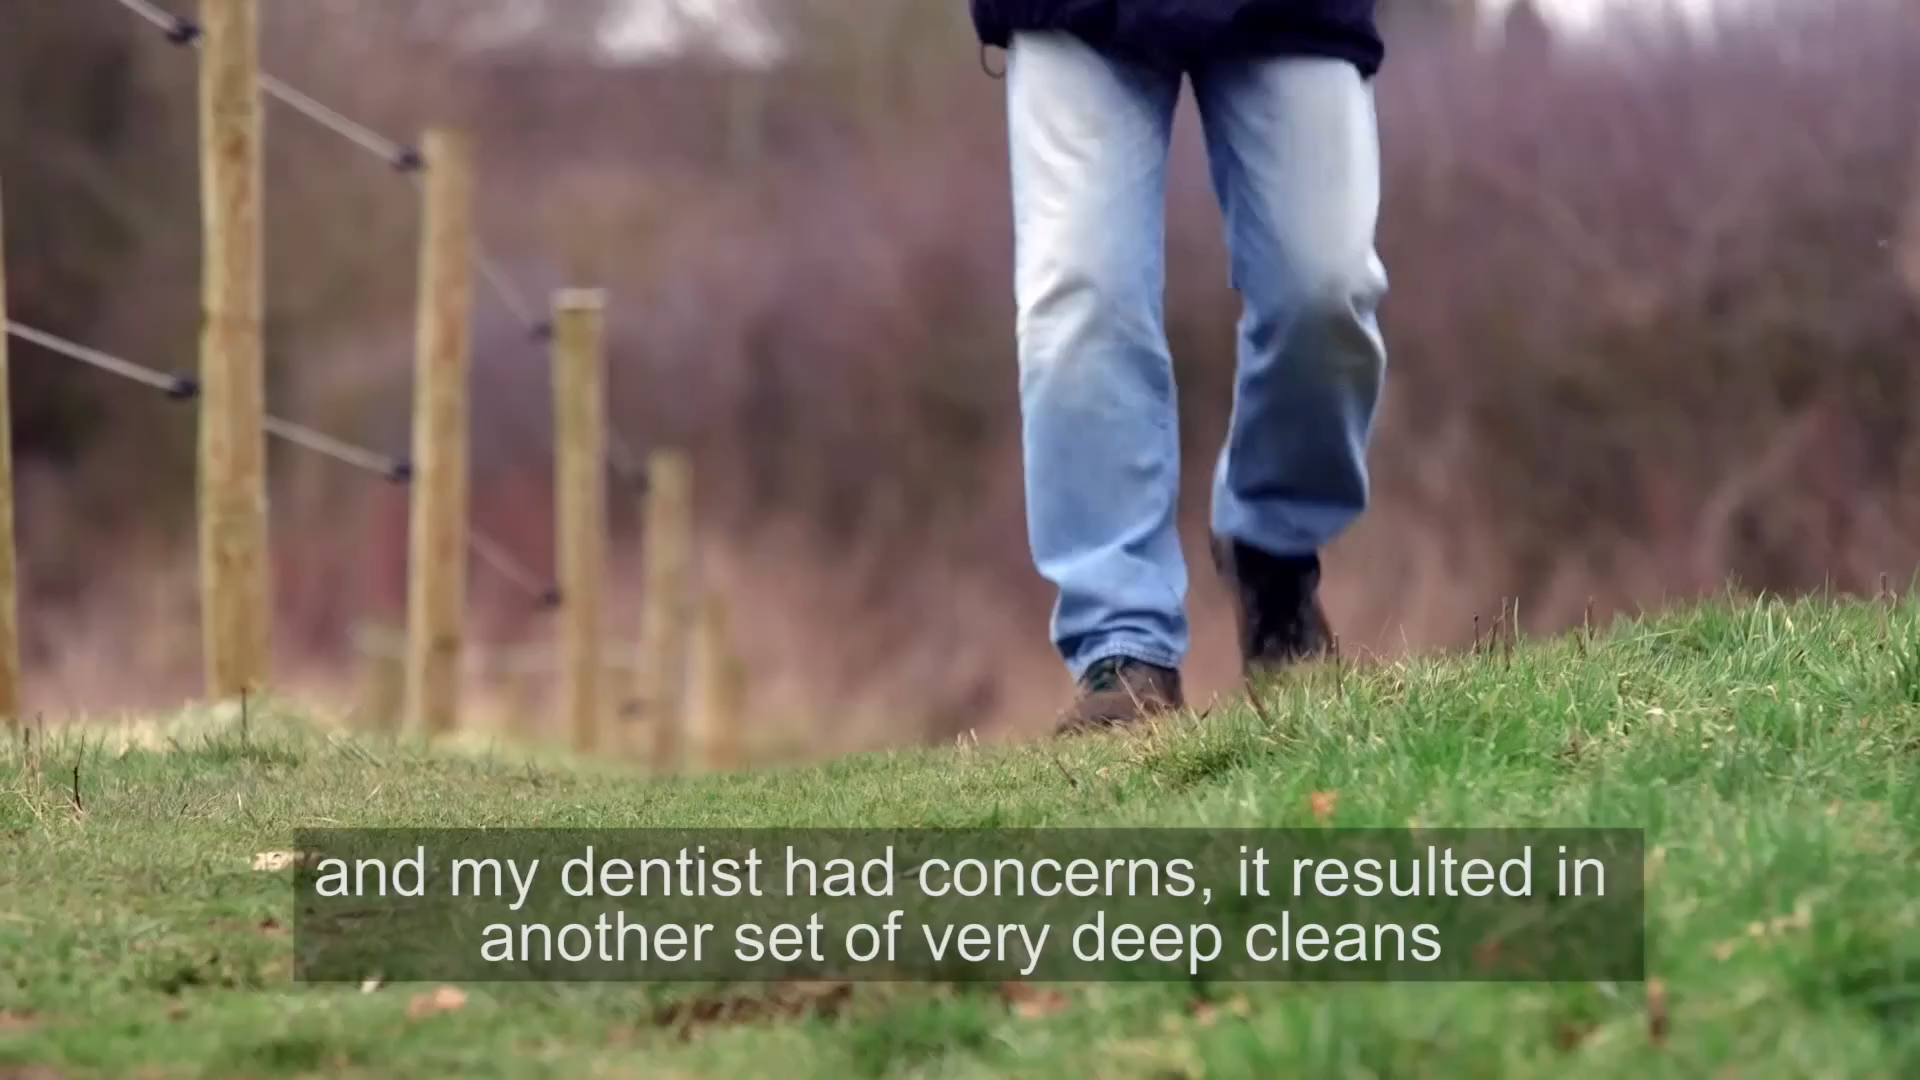 and my dentist had concerns, it resulted in
another set of very deep cleans